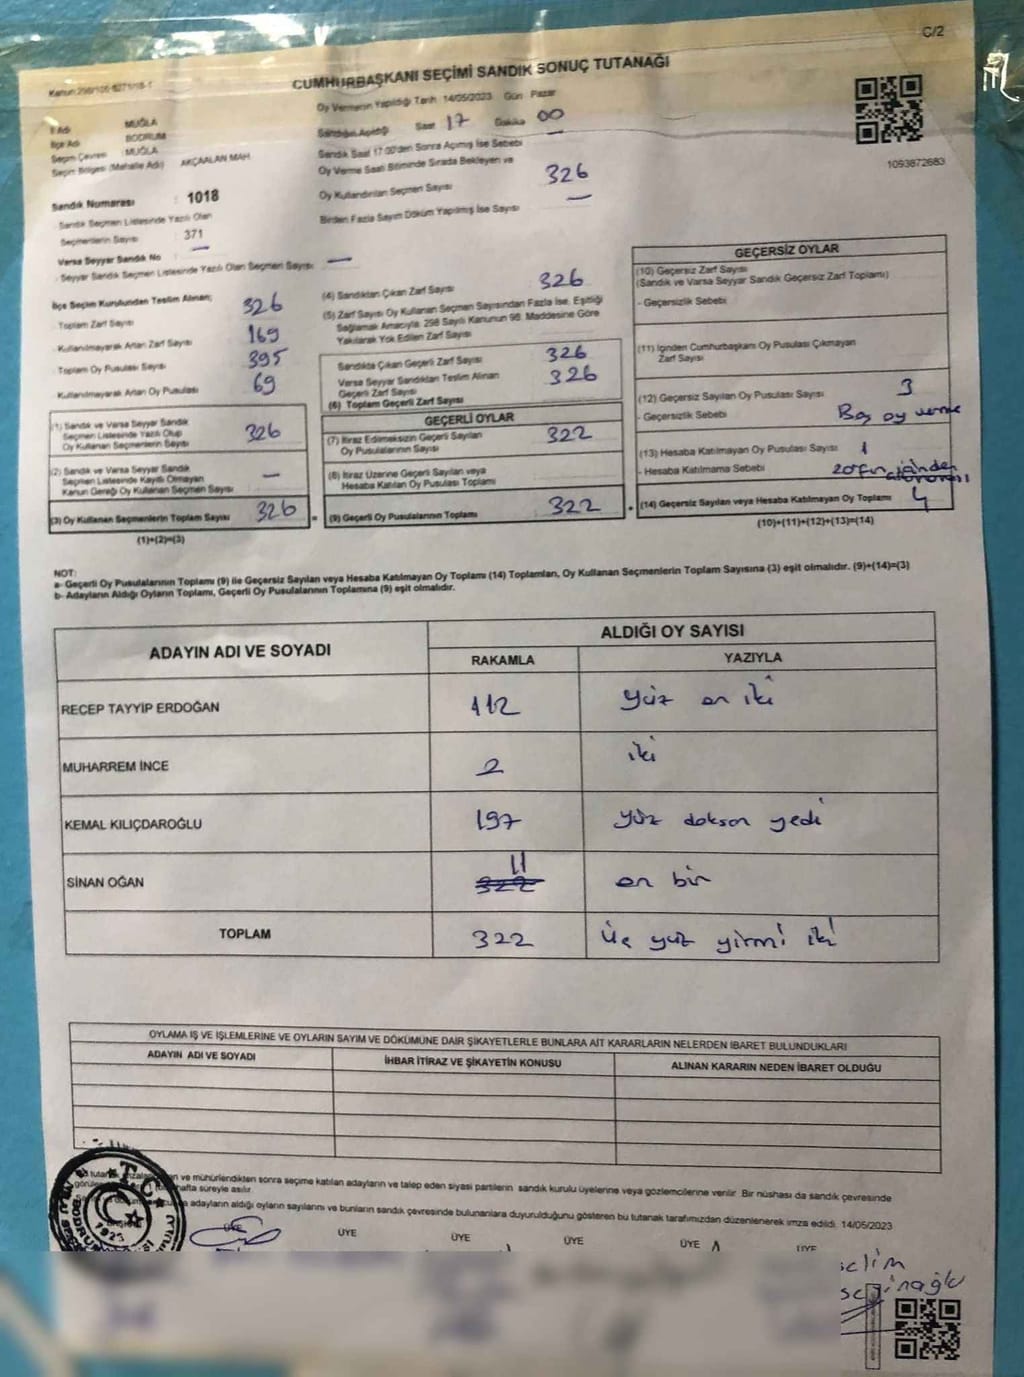 C/2
CUMHURBAŞKANI SEÇİMİ SANDIK SONUÇ TUTANAĞI
Oy Vermenin Yapıldığı Tarih 14/05/2023 Gün Pazar
Sandığın Açıldığı Saat 17 Dakika 00
Sandık Saat 17:00'den Sonra Açılmış İse Sebebi —
Oy Verme Saati Bitiminde Sırada Bekleyen ve
Oy Kullandırılan Seçmen Sayısı 326
Birden Fazla Sayım Döküm Yapılmış İse Sayısı —
1093872683
İl Adı MUĞLA
İlçe Adı BODRUM
Seçim Çevresi MUĞLA
Seçim Bölgesi (Mahalle Adı) AKÇAALAN MAH.
Sandık Numarası : 1018
Sandık Seçmen Listesinde Yazılı Olan
Seçmenlerin Sayısı : 371
Varsa Seyyar Sandık No —
- Seyyar Sandık Seçmen Listesinde Yazılı Olan Seçmen Sayısı —
İlçe Seçim Kurulundan Teslim Alınan;
- Toplam Zarf Sayısı 326
- Kullanılmayarak Artan Zarf Sayısı 169
- Toplam Oy Pusulası Sayısı 395
- Kullanılmayarak Artan Oy Pusulası 69
(1) Sandık ve Varsa Seyyar Sandık
Seçmen Listesinde Yazılı Olup
Oy Kullanan Seçmenlerin Sayısı 326
(2) Sandık ve Varsa Seyyar Sandık
Seçmen Listesinde Kayıtlı Olmayan
Kanun Gereği Oy Kullanan Seçmen Sayısı —
(3) Oy Kullanan Seçmenlerin Toplam Sayısı 326
(1)+(2)=(3)
(4) Sandıktan Çıkan Zarf Sayısı 326
(5) Zarf Sayısı Oy Kullanan Seçmen Sayısından Fazla İse, Eşitliği
Sağlamak Amacıyla, 298 Sayılı Kanunun 98. Maddesine Göre
Yakılarak Yok Edilen Zarf Sayısı
Sandıkta Çıkan Geçerli Zarf Sayısı 326
Varsa Seyyar Sandıktan Teslim Alınan
Geçerli Zarf Sayısı 326
(6) Toplam Geçerli Zarf Sayısı
GEÇERLİ OYLAR
(7) İtiraz Edilmeksizin Geçerli Sayılan
Oy Pusulalarının Sayısı 322
(8) İtiraz Üzerine Geçerli Sayılan veya
Hesaba Katılan Oy Pusulası Toplamı
= (9) Geçerli Oy Pusulalarının Toplamı 322
GEÇERSİZ OYLAR
(10) Geçersiz Zarf Sayısı
(Sandık ve Varsa Seyyar Sandık Geçersiz Zarf Toplamı)
- Geçersizlik Sebebi
(11) İçinden Cumhurbaşkanı Oy Pusulası Çıkmayan
Zarf Sayısı
(12) Geçersiz Sayılan Oy Pusulası Sayısı 3
- Geçersizlik Sebebi Boş oy verme
(13) Hesaba Katılmayan Oy Pusulası Sayısı 1
- Hesaba Katılmama Sebebi zarfın içinden
+ (14) Geçersiz Sayılan veya Hesaba Katılmayan Oy Toplamı 4
(10)+(11)+(12)+(13)=(14)
NOT:
a- Geçerli Oy Pusulalarının Toplamı (9) ile Geçersiz Sayılan veya Hesaba Katılmayan Oy Toplamı (14) Toplamları, Oy Kullanan Seçmenlerin Toplam Sayısına (3) eşit olmalıdır. (9)+(14)=(3)
b- Adayların Aldığı Oyların Toplamı, Geçerli Oy Pusulalarının Toplamına (9) eşit olmalıdır.
ADAYIN ADI VE SOYADI
ALDIĞI OY SAYISI
RAKAMLA YAZIYLA
RECEP TAYYİP ERDOĞAN 112 yüz on iki
MUHARREM İNCE 2 iki
KEMAL KILIÇDAROĞLU 197 yüz doksan yedi
SİNAN OĞAN 322 11 on bir
TOPLAM 322 Üç yüz yirmi iki
OYLAMA İŞ VE İŞLEMLERİNE VE OYLARIN SAYIM VE DÖKÜMÜNE DAİR ŞİKAYETLERLE BUNLARA AİT KARARLARIN NELERDEN İBARET BULUNDUKLARI
ADAYIN ADI VE SOYADI İHBAR İTİRAZ VE ŞİKAYETİN KONUSU ALINAN KARARIN NEDEN İBARET OLDUĞU
ve mühürlendikten sonra seçime katılan adayların ve talep eden siyasi partilerin sandık kurulu üyelerine veya gözlemcilerine verilir. Bir nüshası da sandık çevresinde
hafta süreyle asılır.
adayların aldığı oyların sayılarını ve bunların sandık çevresinde bulunanlara duyurulduğunu gösteren bu tutanak tarafımızdan düzenlenerek imza edildi. 14/05/2023
T.C.
1923
ÜYE ÜYE ÜYE ÜYE ÜYE ÜYE
selim